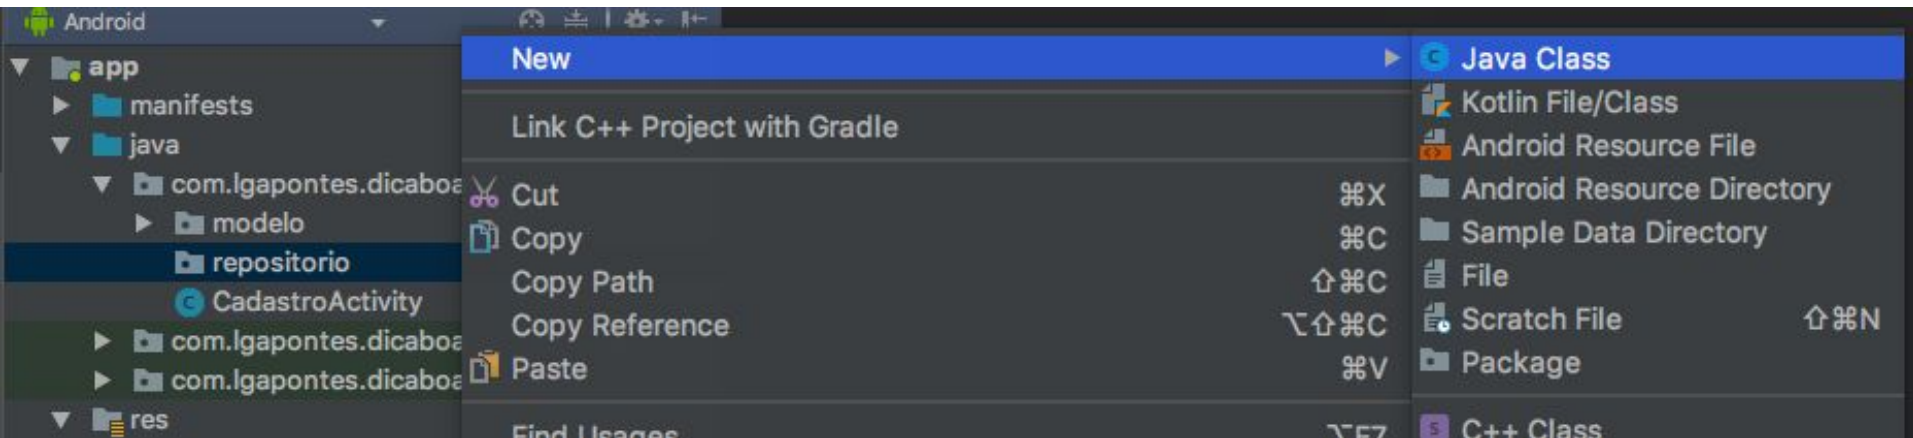 Android
app
manifests
java
com.lgapontes.dicaboa
modelo
repositorio
CadastroActivity
com.lgapontes.dicaboa
com.lgapontes.dicaboa
res
New
Link C++ Project with Gradle
Cut ⌘X
Copy ⌘C
Copy Path ⇧⌘C
Copy Reference ⌥⇧⌘C
Paste ⌘V
Find Usages ⌥F7
Java Class
Kotlin File/Class
Android Resource File
Android Resource Directory
Sample Data Directory
File
Scratch File ⇧⌘N
Package
C++ Class